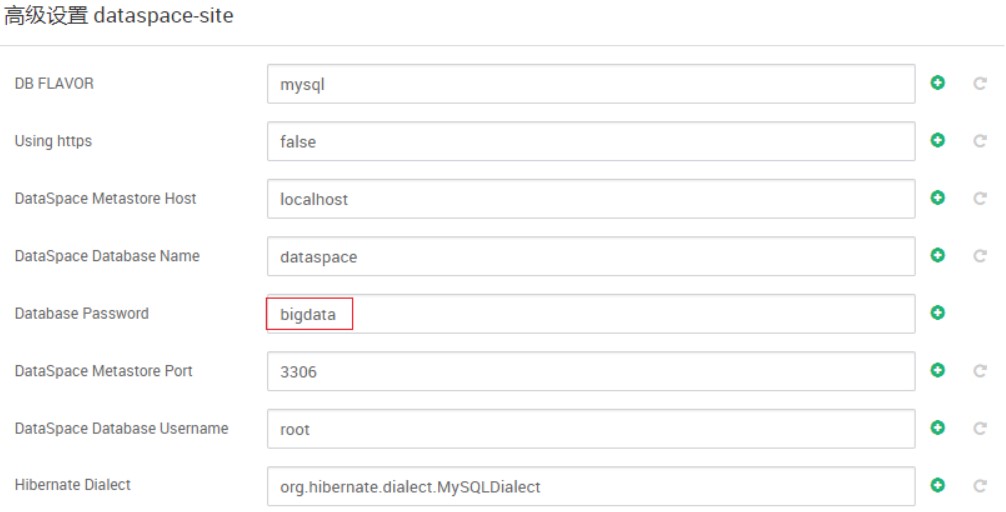 高级设置 dataspace-site
DB FLAVOR mysql
Using https false
DataSpace Metastore Host localhost
DataSpace Database Name dataspace
Database Password bigdata
DataSpace Metastore Port 3306
DataSpace Database Username root
Hibernate Dialect org.hibernate.dialect.MySQLDialect